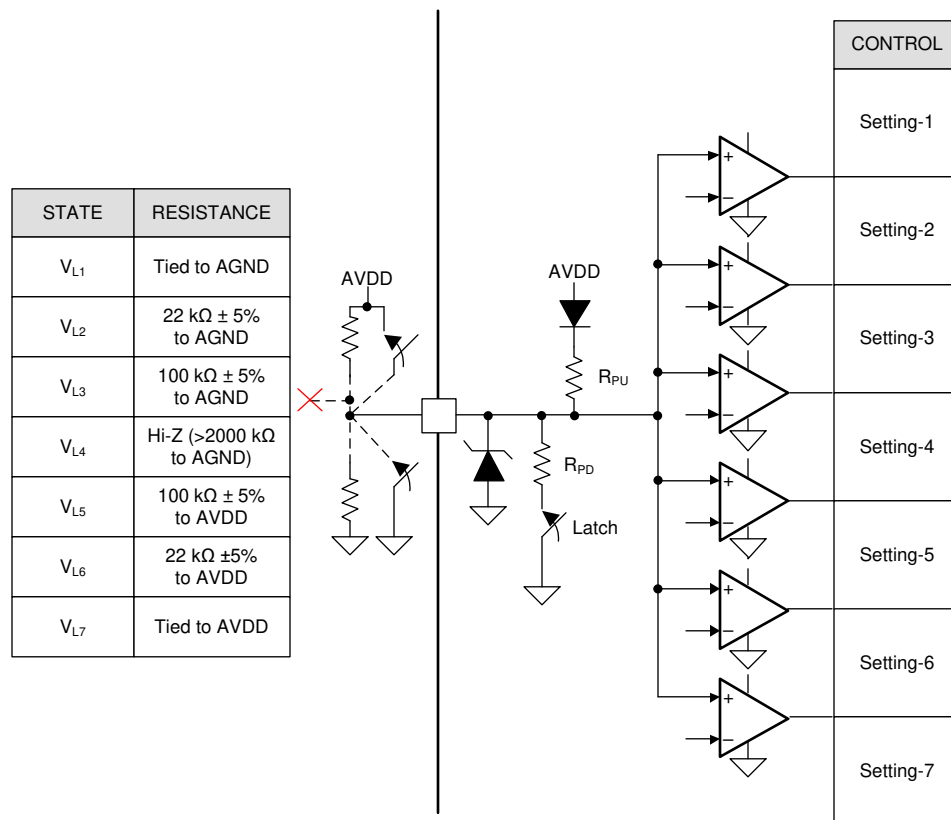 STATE RESISTANCE
V_L1 Tied to AGND
V_L2 22 kΩ ± 5%
to AGND
V_L3 100 kΩ ± 5%
to AGND
V_L4 Hi-Z (>2000 kΩ
to AGND)
V_L5 100 kΩ ± 5%
to AVDD
V_L6 22 kΩ ±5%
to AVDD
V_L7 Tied to AVDD
AVDD
AVDD
R_PU
R_PD
Latch
+
−
+
−
+
−
+
−
+
−
+
−
CONTROL
Setting-1
Setting-2
Setting-3
Setting-4
Setting-5
Setting-6
Setting-7